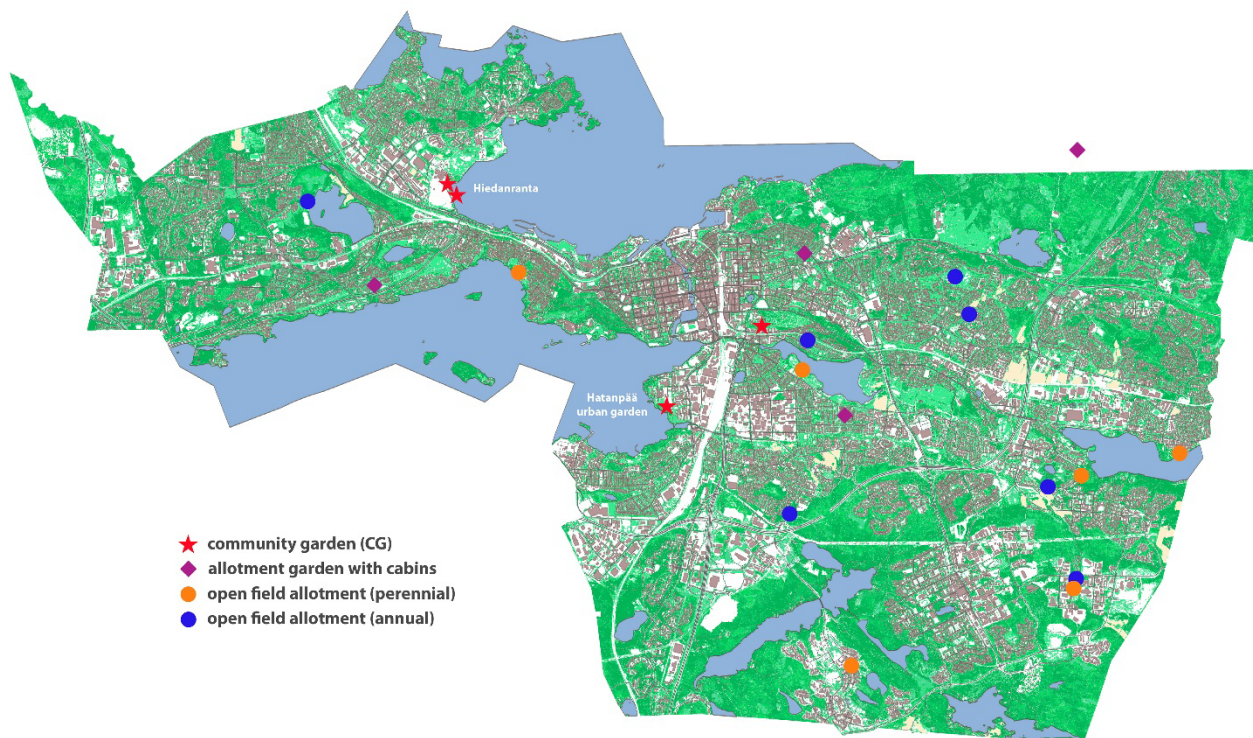 Hiedanranta
Hatanpää
urban garden
community garden (CG)
allotment garden with cabins
open field allotment (perennial)
open field allotment (annual)